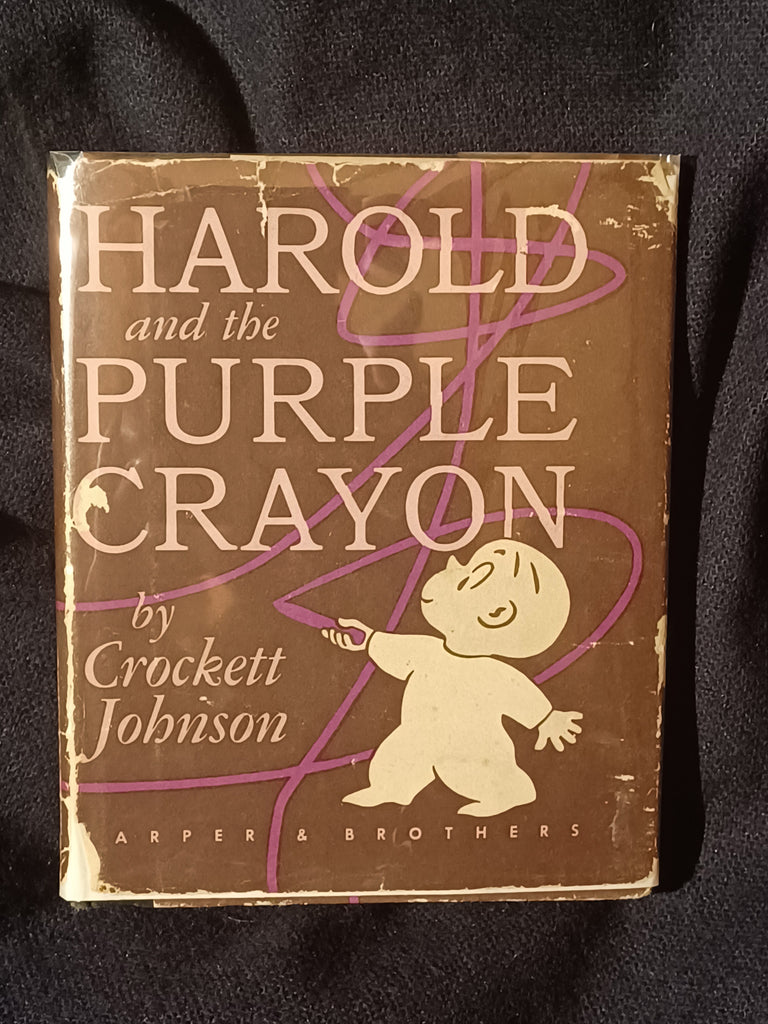 HAROLD
and the
PURPLE
CRAYON
by
Crockett
Johnson
ARPER & BROTHERS